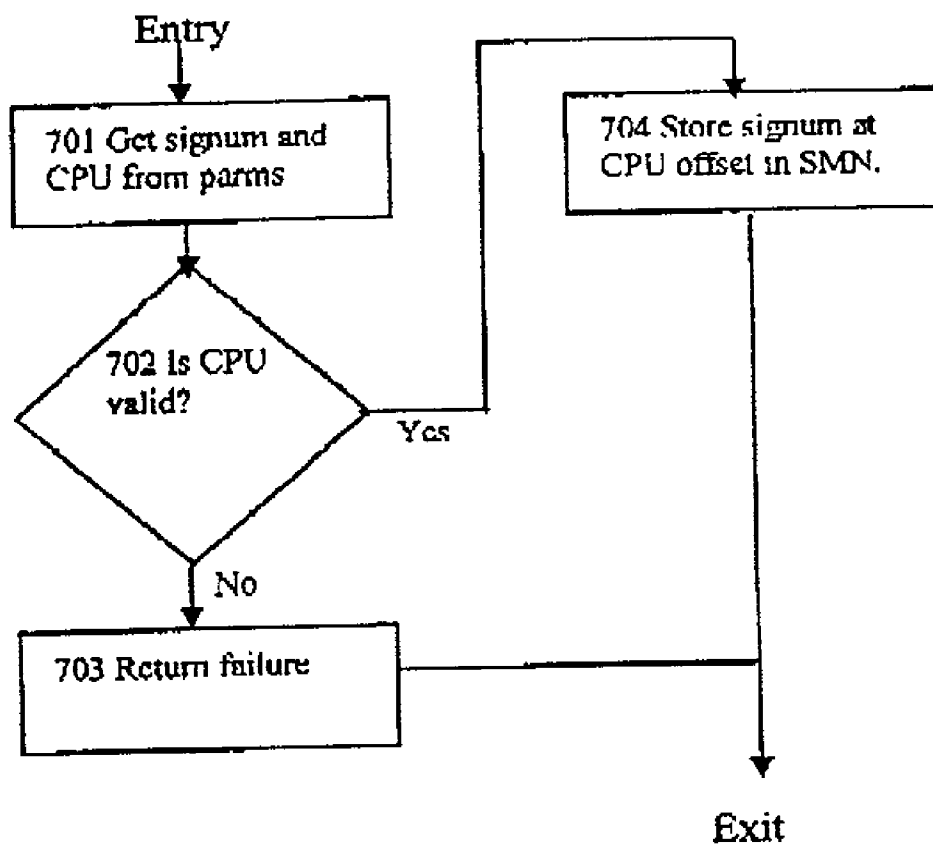 Entry
701 Get signum and
CPU from parms
702 Is CPU
valid?
Yes
No
703 Return failure
704 Store signum at
CPU offset in SMN.
Exit